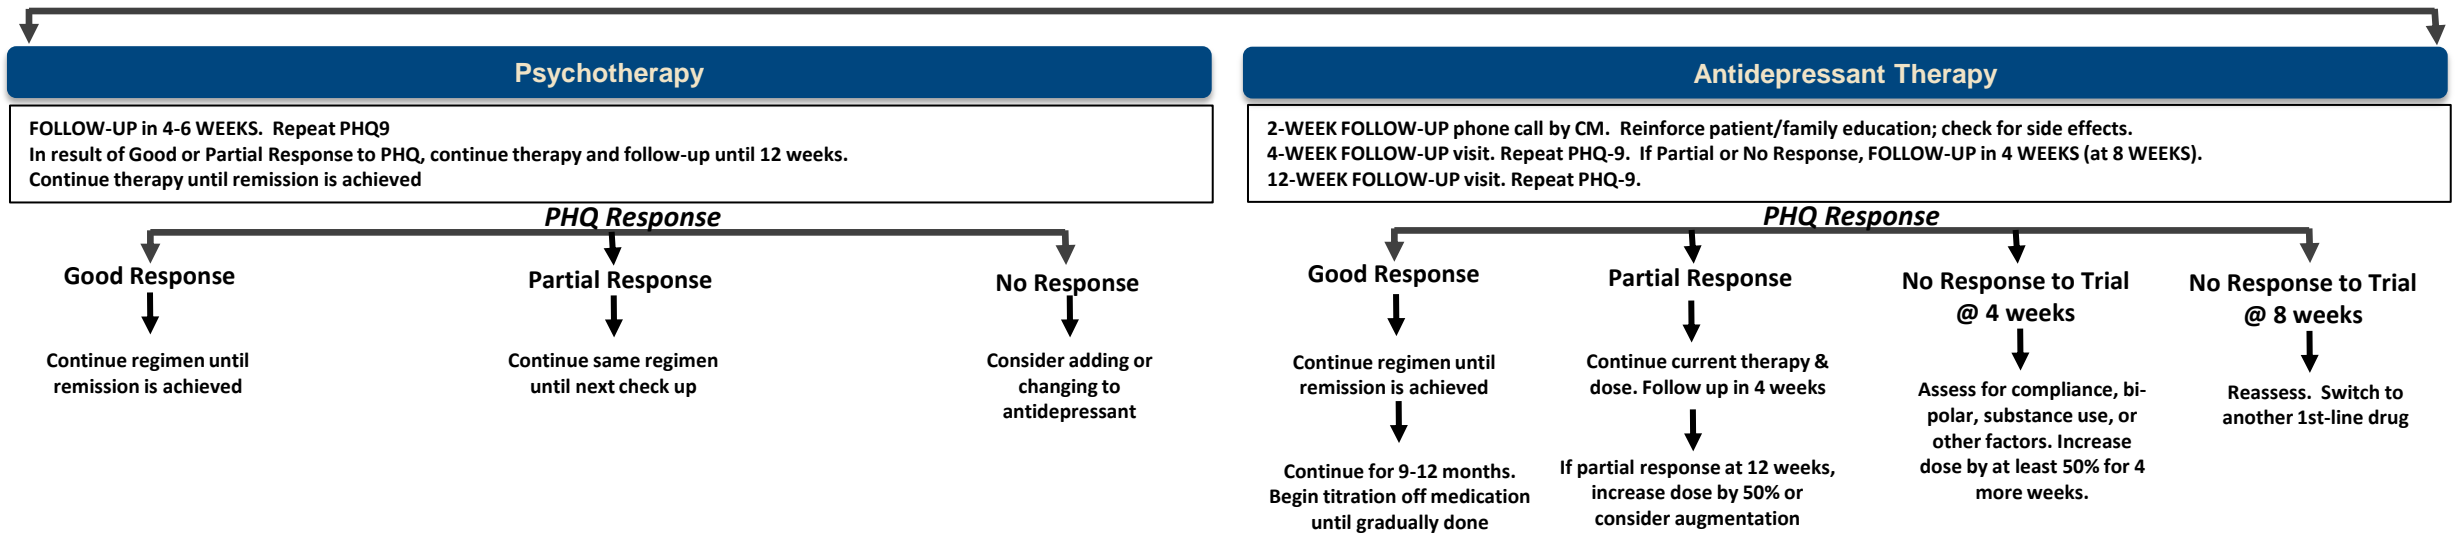 Psychotherapy
FOLLOW-UP in 4-6 WEEKS. Repeat PHQ9
In result of Good or Partial Response to PHQ, continue therapy and follow-up until 12 weeks.
Continue therapy until remission is achieved
PHQ Response
Good Response
Continue regimen until
remission is achieved
Partial Response
Continue same regimen
until next check up
No Response
Consider adding or
changing to
antidepressant
Antidepressant Therapy
2-WEEK FOLLOW-UP phone call by CM. Reinforce patient/family education; check for side effects.
4-WEEK FOLLOW-UP visit. Repeat PHQ-9. If Partial or No Response, FOLLOW-UP in 4 WEEKS (at 8 WEEKS).
12-WEEK FOLLOW-UP visit. Repeat PHQ-9.
PHQ Response
Good Response
Continue regimen until
remission is achieved
Continue for 9-12 months.
Begin titration off medication
until gradually done
Partial Response
Continue current therapy &
dose. Follow up in 4 weeks
If partial response at 12 weeks,
increase dose by 50% or
consider augmentation
No Response to Trial
@ 4 weeks
Assess for compliance, bi-
polar, substance use, or
other factors. Increase
dose by at least 50% for 4
more weeks.
No Response to Trial
@ 8 weeks
Reassess. Switch to
another 1st-line drug